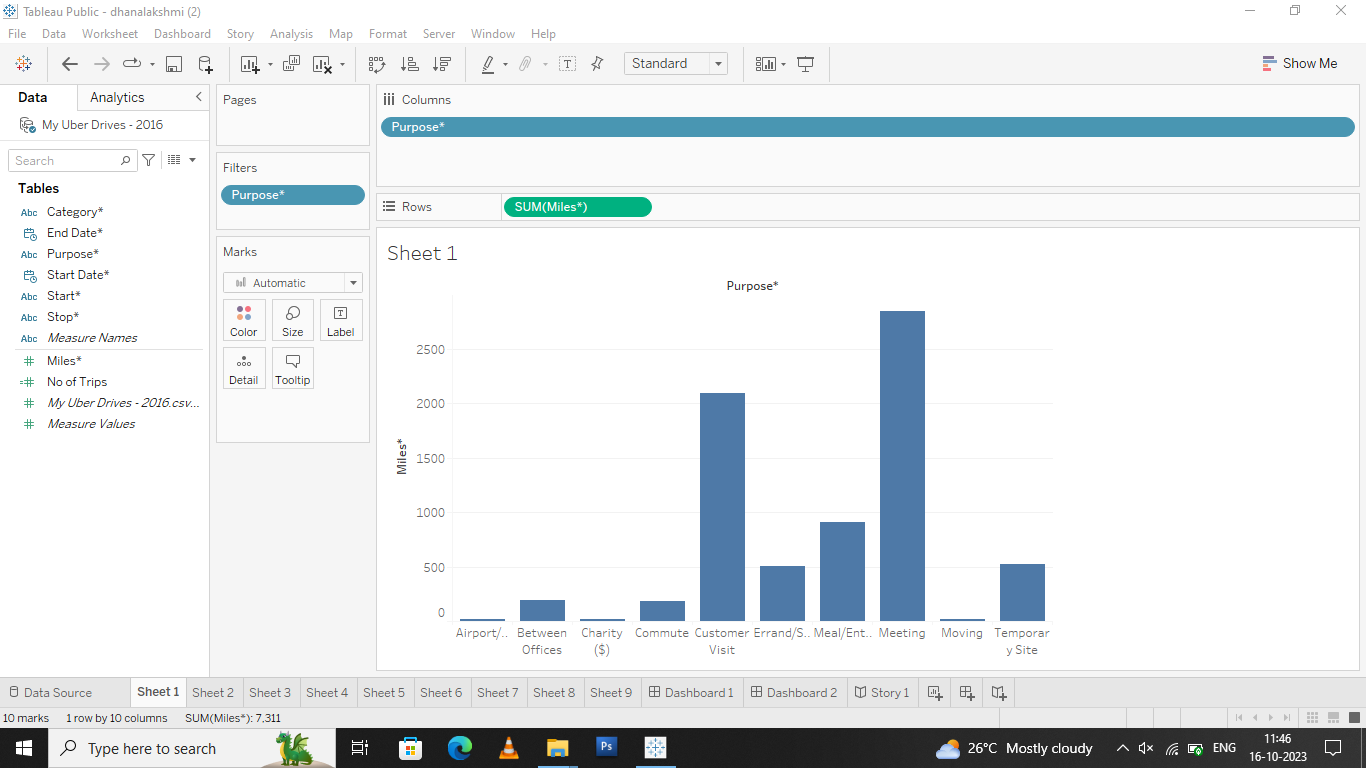 Tableau Public - dhanalakshmi (2)
File Data Worksheet Dashboard Story Analysis Map Format Server Window Help
Standard
Show Me
Data Analytics
My Uber Drives - 2016
Search
Tables
Abc Category*
End Date*
Abc Purpose*
Start Date*
Abc Start*
Abc Stop*
Abc Measure Names
Miles*
No of Trips
My Uber Drives - 2016.csv...
Measure Values
Pages
Filters
Purpose*
Marks
Automatic
Color Size Label
Detail Tooltip
Columns
Purpose*
Rows
SUM(Miles*)
Sheet 1
Purpose*
2500
2000
1500
1000
500
0
Miles*
Airport/.. Between Charity Commute Customer Errand/S.. Meal/Ent.. Meeting Moving Temporar
Offices ($) Visit y Site
Data Source Sheet 1 Sheet 2 Sheet 3 Sheet 4 Sheet 5 Sheet 6 Sheet 7 Sheet 8 Sheet 9 Dashboard 1 Dashboard 2 Story 1
10 marks 1 row by 10 columns SUM(Miles*): 7,311
Type here to search
Ps
26°C Mostly cloudy
ENG
11:46
16-10-2023